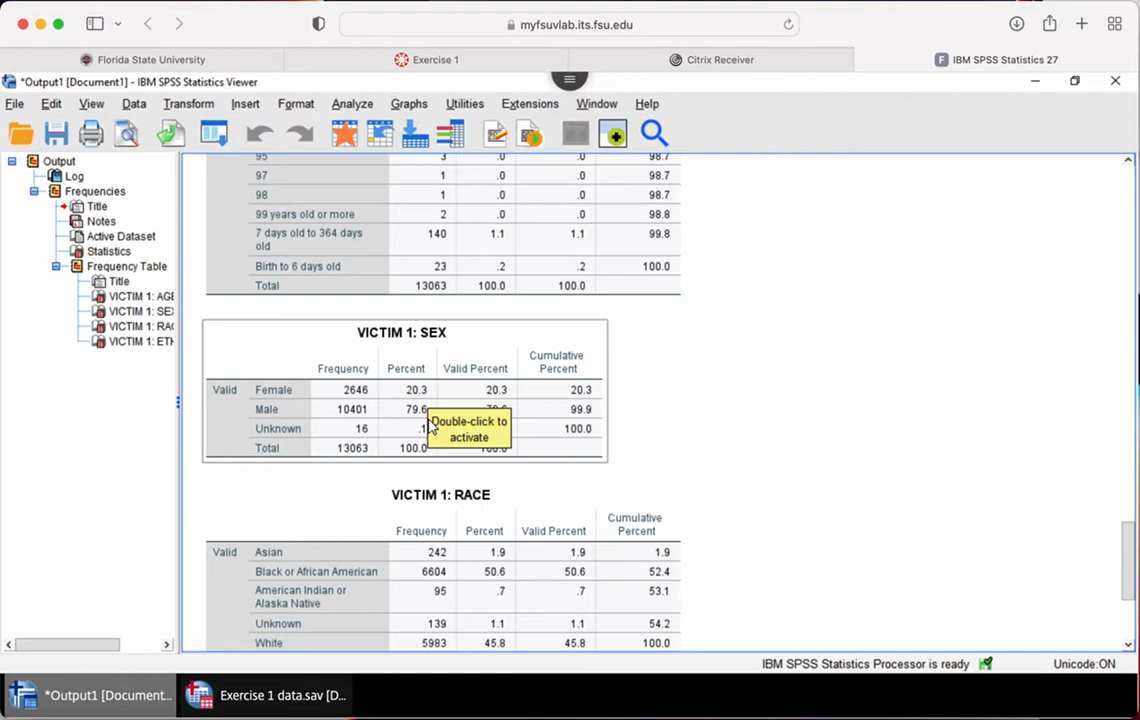 myfsuvlab.its.fsu.edu
Florida State University
Exercise 1
Citrix Receiver
F IBM SPSS Statistics 27
*Output1 [Document1] - IBM SPSS Statistics Viewer
File Edit View Data Transform Insert Format Analyze Graphs Utilities Extensions Window Help
Output
Log
Frequencies
Title
Notes
Active Dataset
Statistics
Frequency Table
Title
VICTIM 1: AGE
VICTIM 1: SEX
VICTIM 1: RAC
VICTIM 1: ETH
95 3 .0 .0 98.7
97 1 .0 .0 98.7
98 1 .0 .0 98.7
99 years old or more 2 .0 .0 98.8
7 days old to 364 days 140 1.1 1.1 99.8
old
Birth to 6 days old 23 .2 .2 100.0
Total 13063 100.0 100.0
VICTIM 1: SEX
Cumulative
Frequency Percent Valid Percent Percent
Valid Female 2646 20.3 20.3 20.3
Male 10401 79.6 99.9
Unknown 16 .1 100.0
Total 13063 100.0 100.0
Double-click to
activate
VICTIM 1: RACE
Cumulative
Frequency Percent Valid Percent Percent
Valid Asian 242 1.9 1.9 1.9
Black or African American 6604 50.6 50.6 52.4
American Indian or 95 .7 .7 53.1
Alaska Native
Unknown 139 1.1 1.1 54.2
White 5983 45.8 45.8 100.0
IBM SPSS Statistics Processor is ready Unicode:ON
*Output1 [Document... Exercise 1 data.sav [D...